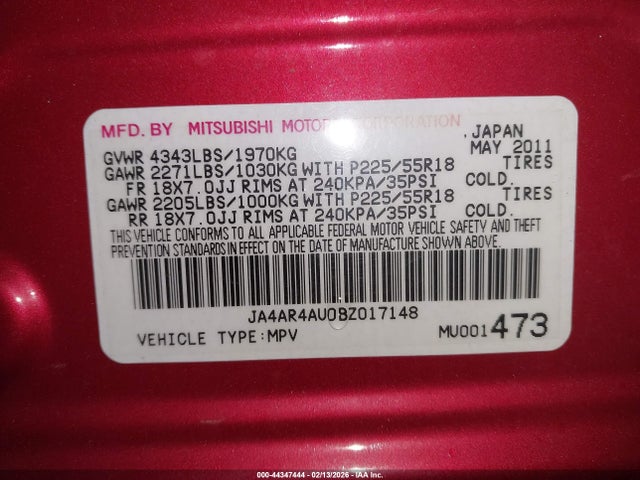 MFD. BY MITSUBISHI MOTORS CORPORATION, JAPAN
GVWR 4343LBS/1970KG MAY 2011
GAWR 2271LBS/1030KG WITH P225/55R18 TIRES
FR 18X7.0JJ RIMS AT 240KPA/35PSI COLD.
GAWR 2205LBS/1000KG WITH P225/55R18 TIRES
RR 18X7.0JJ RIMS AT 240KPA/35PSI COLD.
THIS VEHICLE CONFORMS TO ALL APPLICABLE FEDERAL MOTOR VEHICLE SAFETY AND THEFT
PREVENTION STANDARDS IN EFFECT ON THE DATE OF MANUFACTURE SHOWN ABOVE.
JA4AR4AU0BZ017148
VEHICLE TYPE:MPV MU001473
000-44347444 - 02/13/2026 - IAA Inc.